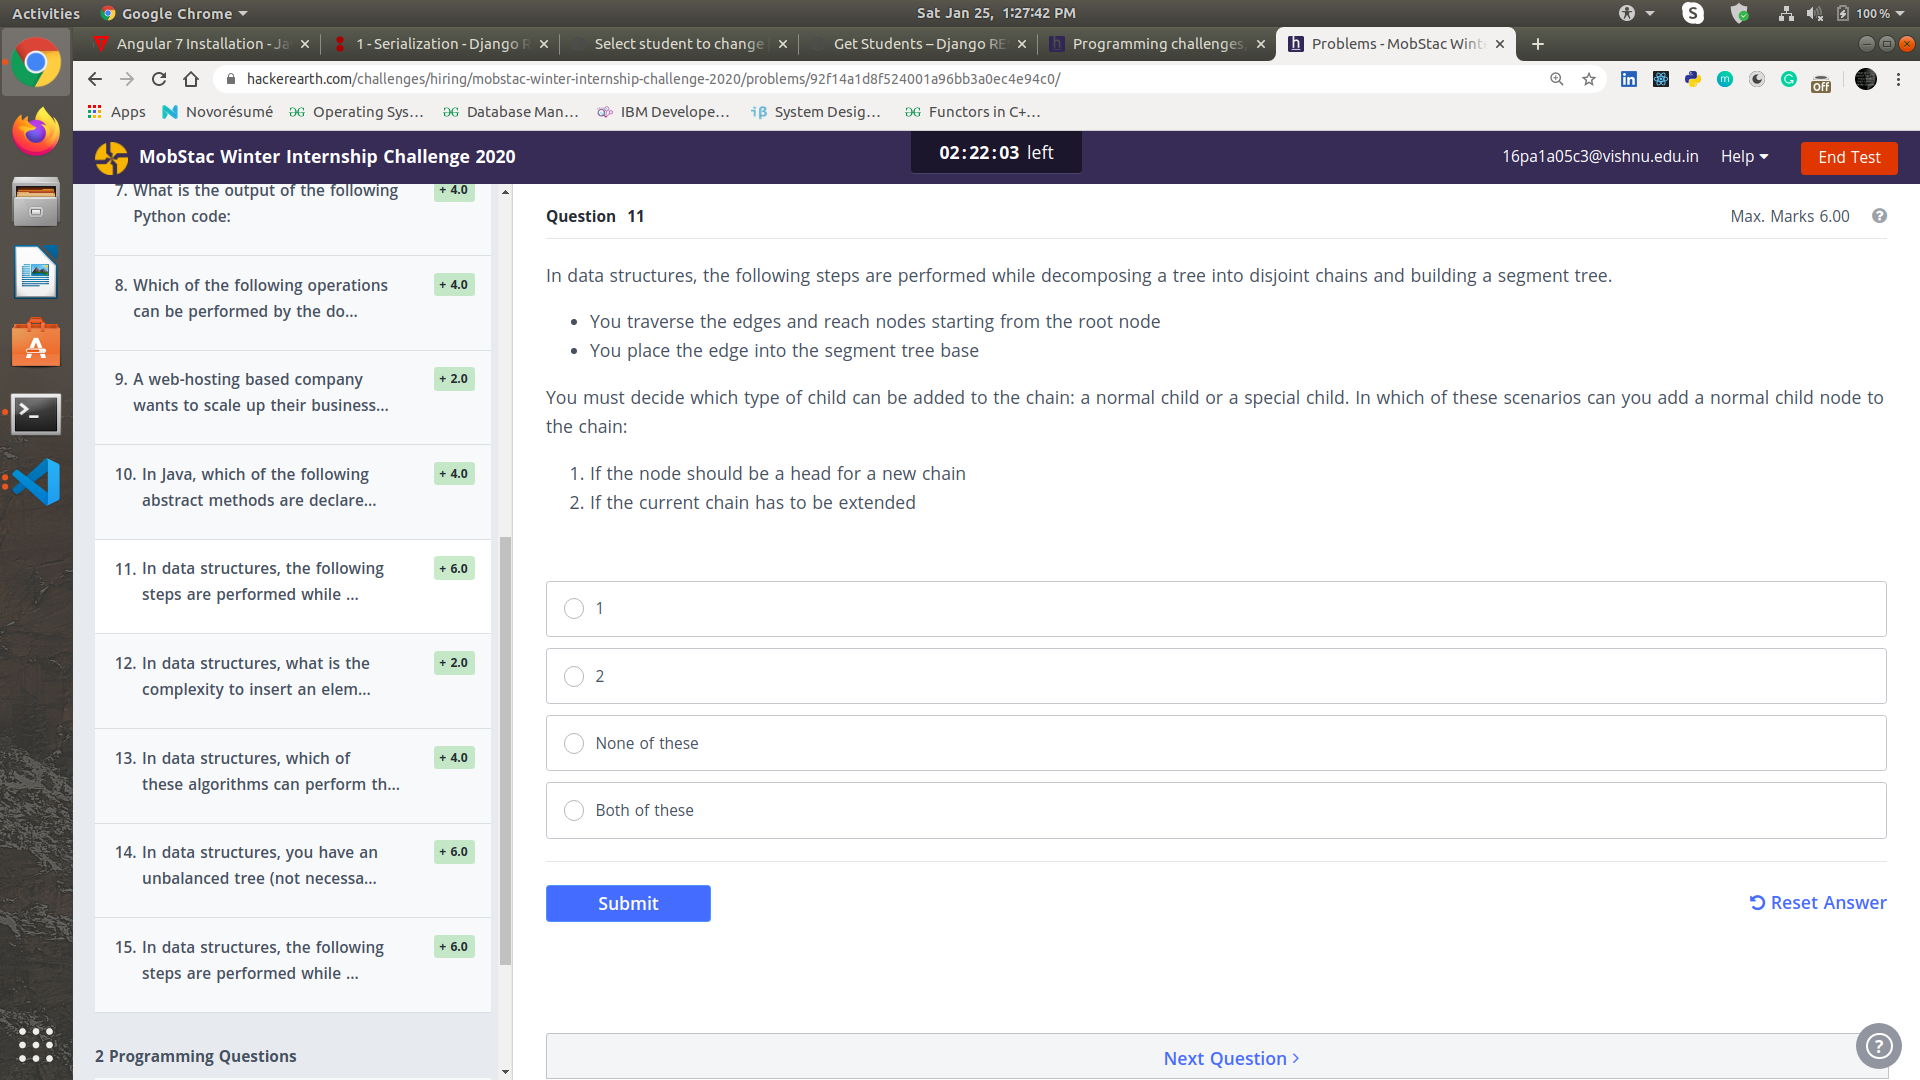 Activities
Google Chrome
Sat Jan 25, 1:27:42 PM
100 %
Angular 7 Installation - Ja
1 - Serialization - Django R
Select student to change
Get Students – Django RE
Programming challenges,
Problems - MobStac Wint
hackerearth.com/challenges/hiring/mobstac-winter-internship-challenge-2020/problems/92f14a1d8f524001a96bb3a0ec4e94c0/
Off
Apps
Novorésumé
Operating Sys...
Database Man...
IBM Develope...
System Desig...
Functors in C+...
MobStac Winter Internship Challenge 2020
02:22:03 left
16pa1a05c3@vishnu.edu.in
Help
End Test
7. What is the output of the following
Python code:
+ 4.0
8. Which of the following operations
can be performed by the do...
+ 4.0
9. A web-hosting based company
wants to scale up their business...
+ 2.0
10. In Java, which of the following
abstract methods are declare...
+ 4.0
11. In data structures, the following
steps are performed while ...
+ 6.0
12. In data structures, what is the
complexity to insert an elem...
+ 2.0
13. In data structures, which of
these algorithms can perform th...
+ 4.0
14. In data structures, you have an
unbalanced tree (not necessa...
+ 6.0
15. In data structures, the following
steps are performed while ...
+ 6.0
2 Programming Questions
Question 11
Max. Marks 6.00
In data structures, the following steps are performed while decomposing a tree into disjoint chains and building a segment tree.
• You traverse the edges and reach nodes starting from the root node
• You place the edge into the segment tree base
You must decide which type of child can be added to the chain: a normal child or a special child. In which of these scenarios can you add a normal child node to
the chain:
1. If the node should be a head for a new chain
2. If the current chain has to be extended
1
2
None of these
Both of these
Submit
Reset Answer
Next Question